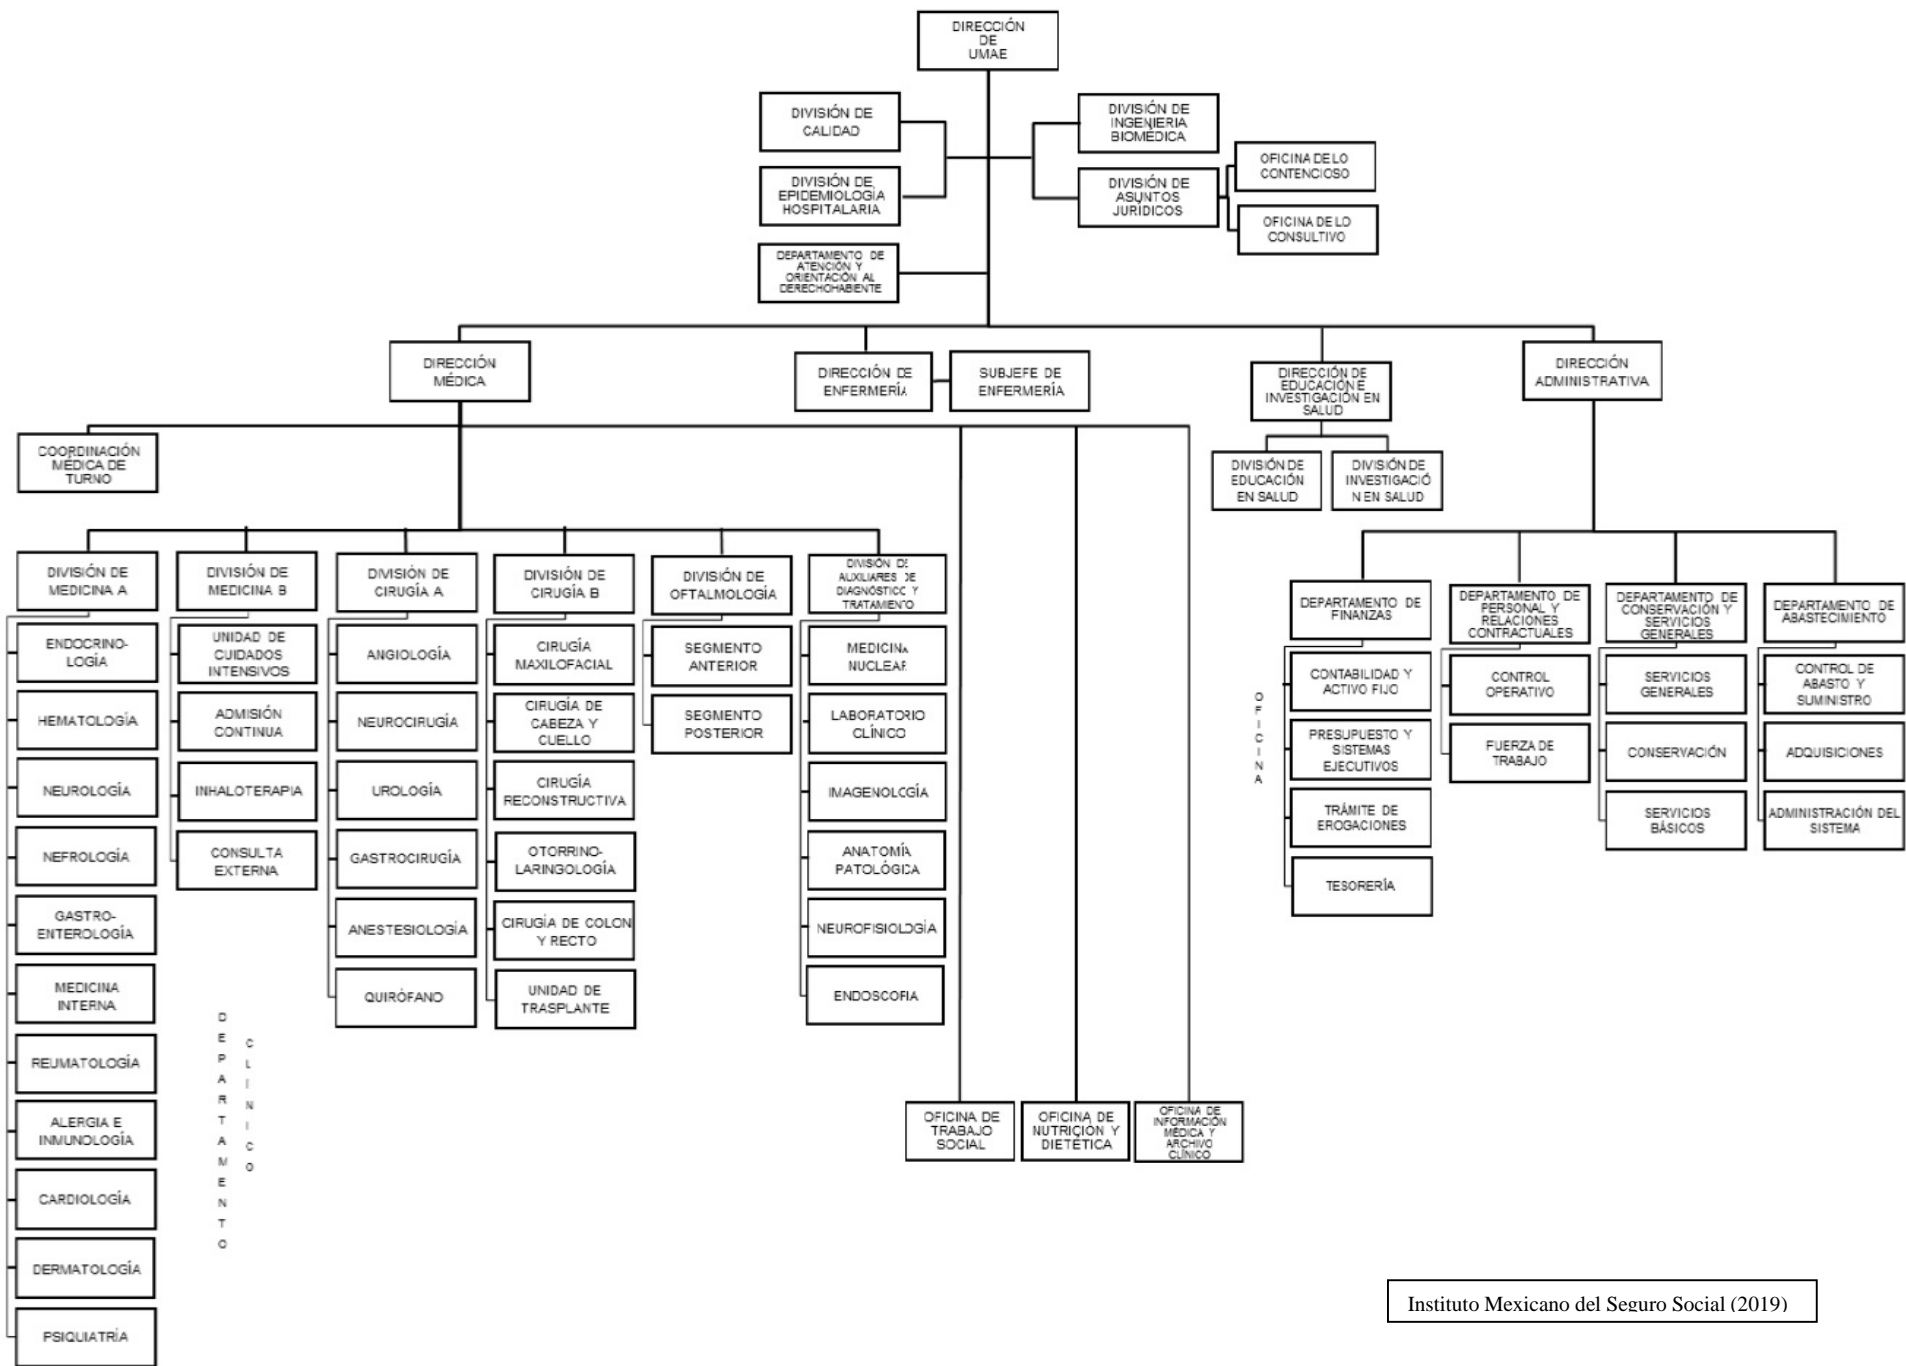 DIRECCIÓN
DE
UMAE
DIVISIÓN DE
CALIDAD
DIVISIÓN DE
INGENIERIA
BIOMÉDICA
DIVISIÓN DE
EPIDEMIOLOGÍA
HOSPITALARIA
DIVISIÓN DE
ASUNTOS
JURÍDICOS
OFICINA DE LO
CONTENCIOSO
OFICINA DE LO
CONSULTIVO
DEPARTAMENTO DE
ATENCIÓN Y
ORIENTACIÓN AL
DERECHOHABIENTE
DIRECCIÓN
MÉDICA
DIRECCIÓN DE
ENFERMERÍA
SUBJEFE DE
ENFERMERÍA
DIRECCIÓN DE
EDUCACIÓN E
INVESTIGACIÓN EN
SALUD
DIRECCIÓN
ADMINISTRATIVA
COORDINACIÓN
MÉDICA DE
TURNO
DIVISIÓN DE
EDUCACIÓN
EN SALUD
DIVISIÓN DE
INVESTIGACIÓ
N EN SALUD
DIVISIÓN DE
MEDICINA A
ENDOCRINO-
LOGÍA
HEMATOLOGÍA
NEUROLOGÍA
NEFROLOGÍA
GASTRO-
ENTEROLOGÍA
MEDICINA
INTERNA
REUMATOLOGÍA
ALERGIA E
INMUNOLOGÍA
CARDIOLOGÍA
DERMATOLOGÍA
PSIQUIATRÍA
DIVISIÓN DE
MEDICINA B
UNIDAD DE
CUIDADOS
INTENSIVOS
ADMISIÓN
CONTINUA
INHALOTERAPIA
CONSULTA
EXTERNA
DEPARTAMENTO
CLINICO
DIVISIÓN DE
CIRUGÍA A
ANGIOLOGÍA
NEUROCIRUGÍA
UROLOGÍA
GASTROCIRUGÍA
ANESTESIOLOGÍA
QUIRÓFANO
DIVISIÓN DE
CIRUGÍA B
CIRUGÍA
MAXILOFACIAL
CIRUGÍA DE
CABEZA Y
CUELLO
CIRUGÍA
RECONSTRUCTIVA
OTORRINO-
LARINGOLOGÍA
CIRUGÍA DE COLON
Y RECTO
UNIDAD DE
TRASPLANTE
DIVISIÓN
DE OFTALMOLOGÍA
SEGMENTO
ANTERIOR
SEGMENTO
POSTERIOR
DIVISIÓN DE
AUXILIARES DE
DIAGNÓSTICO Y
TRATAMIENTO
MEDICINA
NUCLEAR
LABORATORIO
CLÍNICO
IMAGENOLOGÍA
ANATOMÍA
PATOLÓGICA
NEUROFISIOLOGÍA
ENDOSCOPIA
OFICINA DE
TRABAJO
SOCIAL
OFICINA DE
NUTRICIÓN Y
DIETÉTICA
OFICINA DE
INFORMACIÓN
MÉDICA Y
ARCHIVO
CLÍNICO
OFICINA
DEPARTAMENTO DE
FINANZAS
CONTABILIDAD Y
ACTIVO FIJO
PRESUPUESTO Y
SISTEMAS
EJECUTIVOS
TRÁMITE DE
EROGACIONES
TESORERÍA
DEPARTAMENTO DE
PERSONAL Y
RELACIONES
CONTRACTUALES
CONTROL
OPERATIVO
FUERZA DE
TRABAJO
DEPARTAMENTO DE
CONSERVACIÓN Y
SERVICIOS
GENERALES
SERVICIOS
GENERALES
CONSERVACIÓN
SERVICIOS
BÁSICOS
DEPARTAMENTO DE
ABASTECIMIENTO
CONTROL DE
ABASTO Y
SUMINISTRO
ADQUISICIONES
ADMINISTRACIÓN DEL
SISTEMA
Instituto Mexicano del Seguro Social (2019)